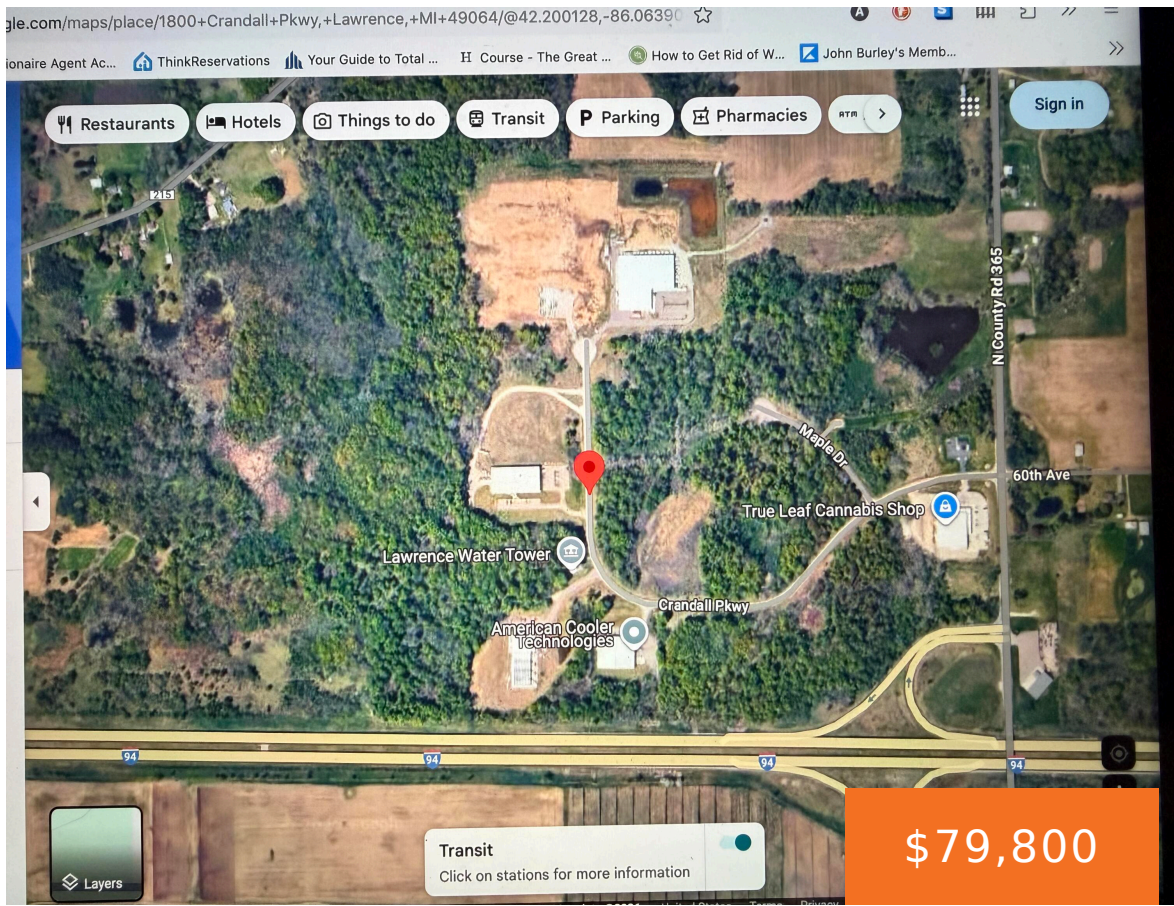 gle.com/maps/place/1800+Crandall+Pkwy,+Lawrence,+MI+49064/@42.200128,-86.06390
ionaire Agent Ac...
ThinkReservations
Your Guide to Total ...
H Course - The Great ...
How to Get Rid of W...
John Burley's Memb...
Restaurants
Hotels
Things to do
Transit
P Parking
Pharmacies
ATM
Sign in
215
N County Rd 365
Maple Dr
60th Ave
True Leaf Cannabis Shop
Lawrence Water Tower
Crandall Pkwy
American Cooler
Technologies
94
94
94
94
Layers
Transit
Click on stations for more information
$79,800